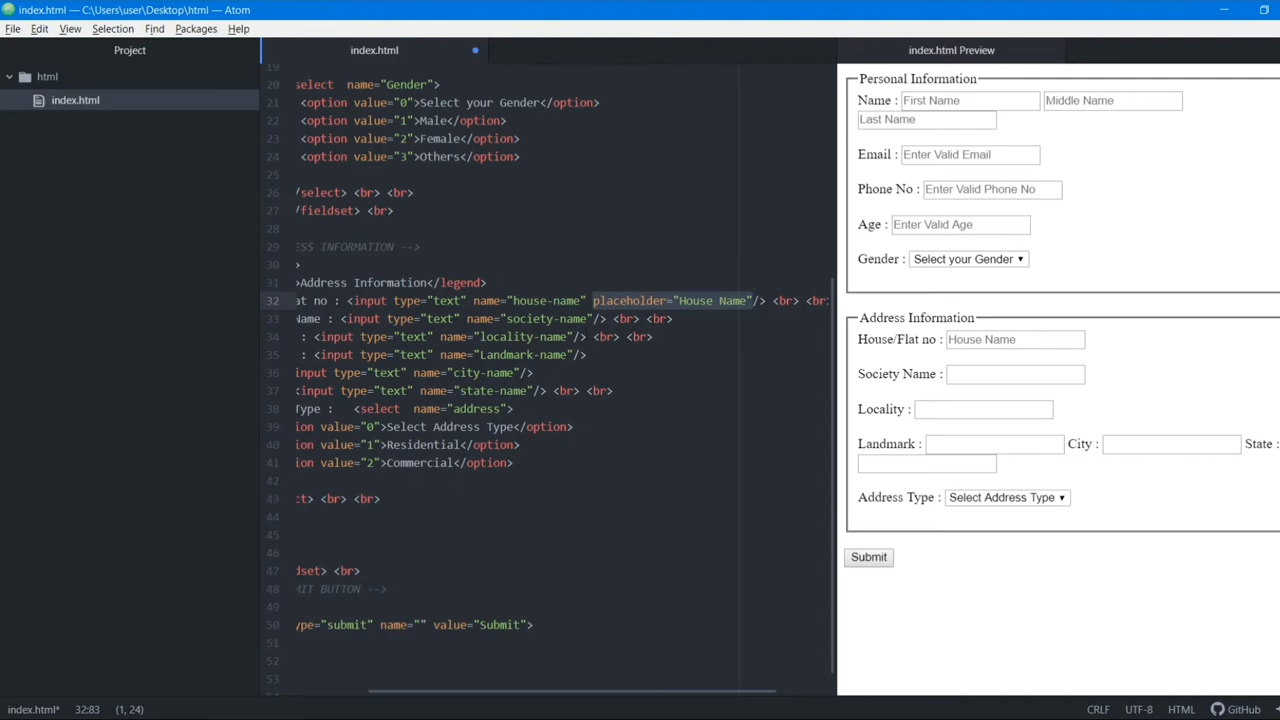 index.html — C:\Users\user\Desktop\html — Atom
File Edit View Selection Find Packages Help
Project
html
index.html
index.html
19
20 select  name="Gender">
21 <option value="0">Select your Gender</option>
22 <option value="1">Male</option>
23 <option value="2">Female</option>
24 <option value="3">Others</option>
25
26 /select> <br> <br>
27 /fieldset> <br>
28
29 ESS INFORMATION -->
30 >
31 >Address Information</legend>
32 at no : <input type="text" name="house-name" placeholder="House Name"/> <br> <br>
33 Name : <input type="text" name="society-name"/> <br> <br>
34 : <input type="text" name="locality-name"/> <br> <br>
35 : <input type="text" name="Landmark-name"/>
36 input type="text" name="city-name"/>
37 <input type="text" name="state-name"/> <br> <br>
38 Type :   <select  name="address">
39 ion value="0">Select Address Type</option>
40 ion value="1">Residential</option>
41 ion value="2">Commercial</option>
42
43 ct> <br> <br>
44
45
46
47 dset> <br>
48 MIT BUTTON -->
49
50 ype="submit" name="" value="Submit">
51
52
53
index.html Preview
Personal Information
Name : First Name Middle Name
Last Name
Email : Enter Valid Email
Phone No : Enter Valid Phone No
Age : Enter Valid Age
Gender : Select your Gender
Address Information
House/Flat no : House Name
Society Name :
Locality :
Landmark : City : State :
Address Type : Select Address Type
Submit
index.html* 32:83 (1, 24) CRLF UTF-8 HTML GitHub